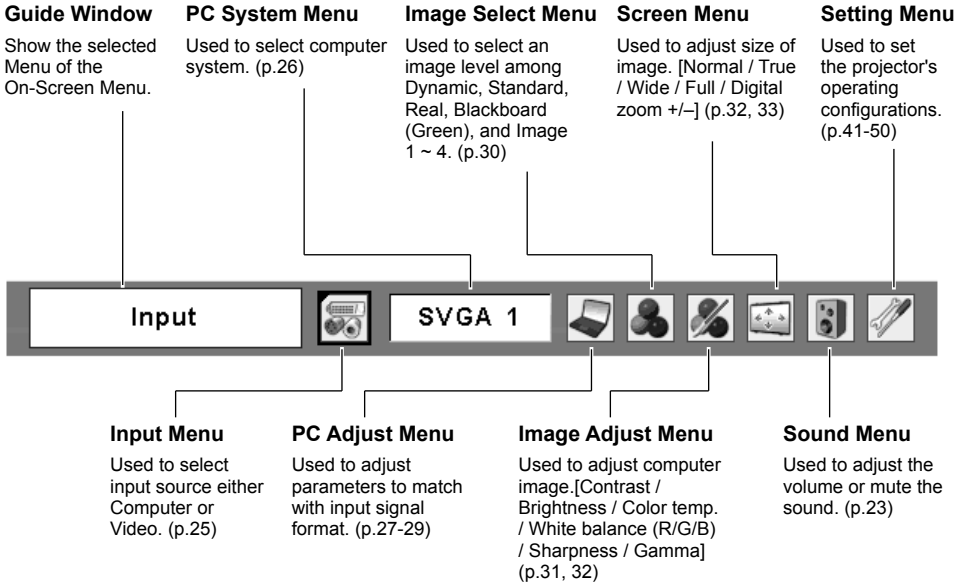 Guide Window
Show the selected
Menu of the
On-Screen Menu.
PC System Menu
Used to select computer
system. (p.26)
Image Select Menu
Used to select an
image level among
Dynamic, Standard,
Real, Blackboard
(Green), and Image
1 ~ 4. (p.30)
Screen Menu
Used to adjust size of
image. [Normal / True
/ Wide / Full / Digital
zoom +/–] (p.32, 33)
Setting Menu
Used to set
the projector's
operating
configurations.
(p.41-50)
Input
SVGA 1
Input Menu
Used to select
input source either
Computer or
Video. (p.25)
PC Adjust Menu
Used to adjust
parameters to match
with input signal
format. (p.27-29)
Image Adjust Menu
Used to adjust computer
image.[Contrast /
Brightness / Color temp.
/ White balance (R/G/B)
/ Sharpness / Gamma]
(p.31, 32)
Sound Menu
Used to adjust the
volume or mute the
sound. (p.23)